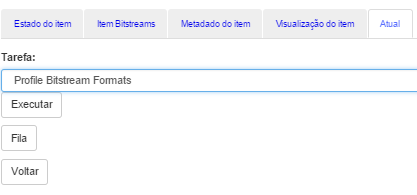 Estado do item Item Bitstreams Metadado do item Visualização do item Atual
Tarefa:
Profile Bitstream Formats
Executar
Fila
Voltar